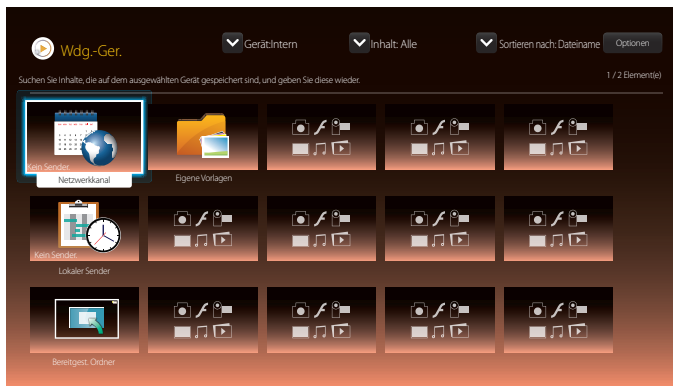 Wdg.-Ger.
Gerät:Intern
Inhalt: Alle
Sortieren nach: Dateiname
Optionen
Suchen Sie Inhalte, die auf dem ausgewählten Gerät gespeichert sind, und geben Sie diese wieder.
1 / 2 Element(e)
Kein Sender.
Netzwerkkanal
Eigene Vorlagen
Kein Sender.
Lokaler Sender
Bereitgest. Ordner